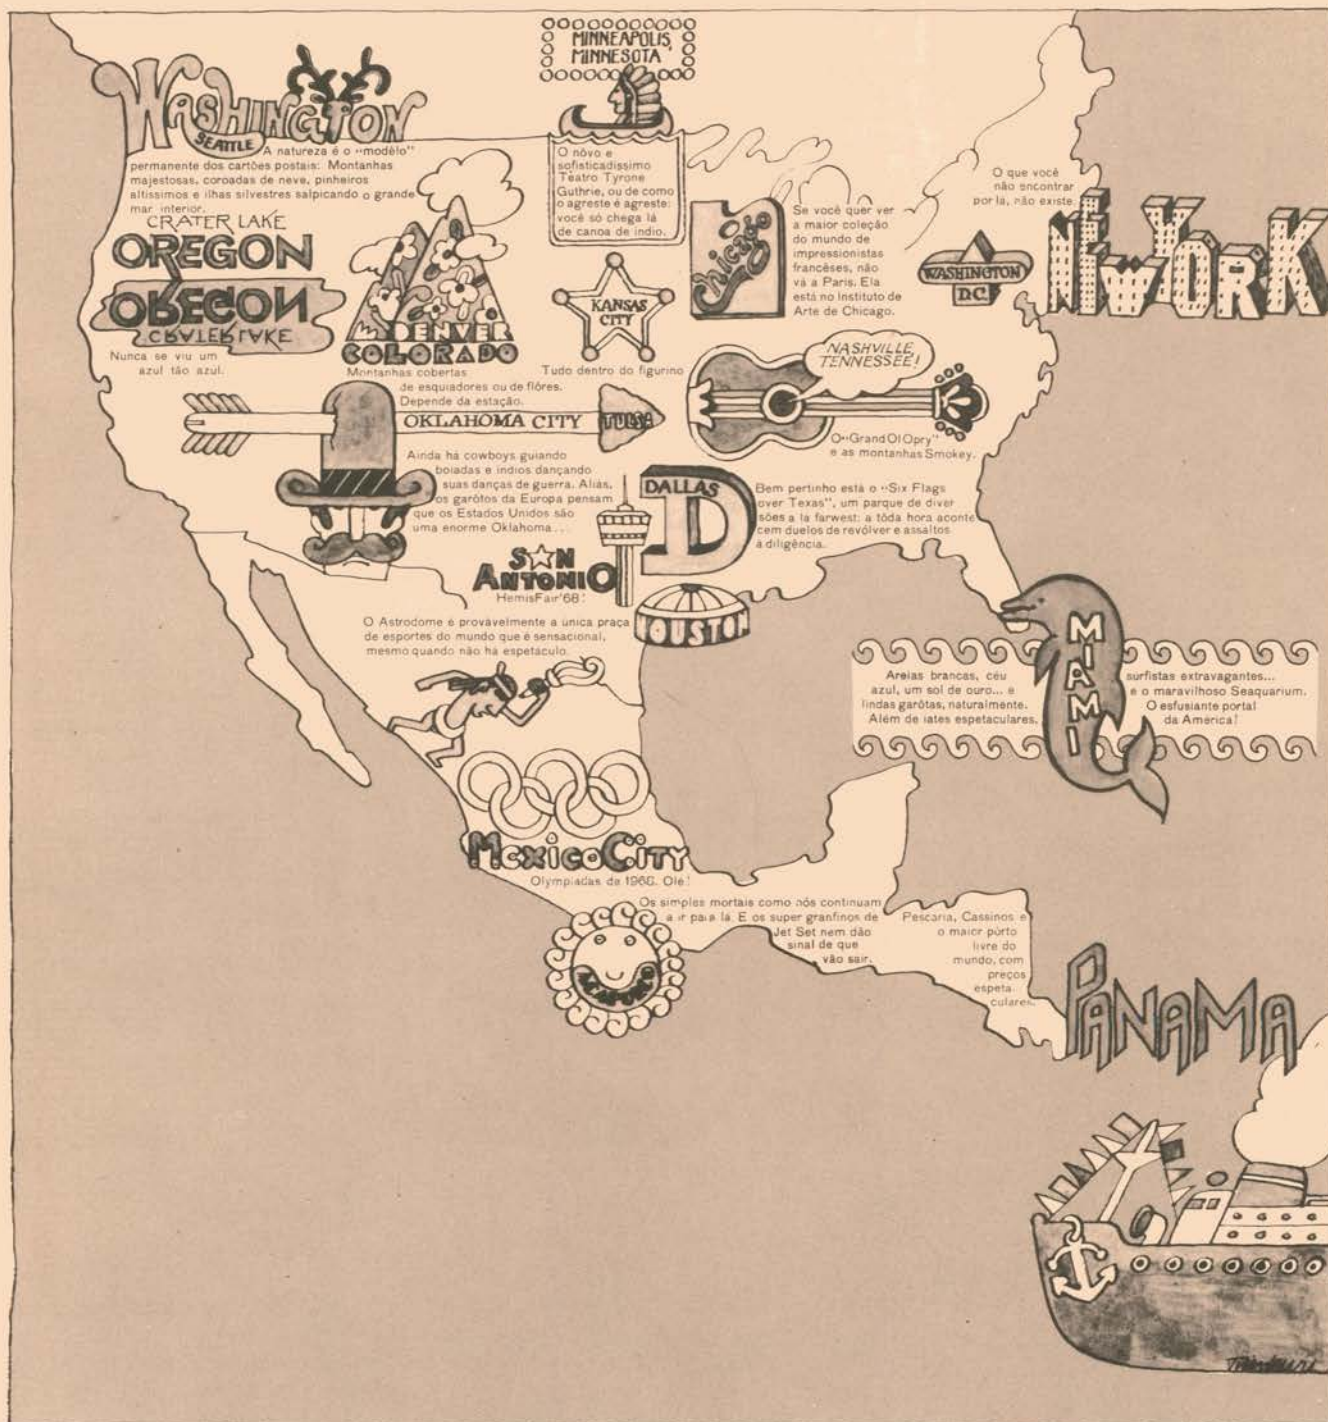 MINNEAPOLIS,
MINNESOTA
WASHINGTON
SEATTLE
A natureza é o "modêlo"
permanente dos cartões postais: Montanhas
majestosas, coroadas de neve, pinheiros
altissimos e ilhas silvestres salpicando o grande
mar interior.
CRATER LAKE
OREGON
OREGON
CRATER LAKE
Nunca se viu um
azul tão azul.
DENVER
COLORADO
Montanhas cobertas
de esquiadores ou de flôres.
Depende da estação.
O nôvo e
sofisticadissimo
Teatro Tyrone
Guthrie, ou de como
o agreste é agreste:
você só chega lá
de canoa de indio.
KANSAS
CITY
Tudo dentro do figurino
Chicago
Se você quer ver
a maior coleção
do mundo de
impressionistas
francêses, não
vá a Paris. Ela
está no Instituto de
Arte de Chicago.
WASHINGTON
D.C.
O que você
não encontrar
por lá, não existe.
NEW YORK
NASHVILLE,
TENNESSEE!
O "Grand Ol Opry"
e as montanhas Smokey.
OKLAHOMA CITY
TULSA
Ainda há cowboys guiando
boiadas e indios dançando
suas danças de guerra. Aliás,
os garôtos da Europa pensam
que os Estados Unidos são
uma enorme Oklahoma...
DALLAS
D
Bem pertinho está o "Six Flags
over Texas", um parque de diver
sões a la farwest: a tôda hora aconte
cem duelos de revólver e assaltos
à diligência.
SAN
ANTONIO
HemisFair'68!
HOUSTON
O Astrodome é provàvelmente a única praça
de esportes do mundo que é sensacional,
mesmo quando não há espetáculo.
MIAMI
Areias brancas, céu
azul, um sol de ouro... e
lindas garôtas, naturalmente.
Além de iates espetaculares,
surfistas extravagantes...
e o maravilhoso Seaquarium.
O esfusiante portal
da América!
MexicoCiTY
Olympiadas de 1968. Olé!
ACAPULCO
Os simples mortais como nós continuam
a ir para lá. E os super granfinos de
Jet Set nem dão
sinal de que
vão sair.
Pescaria, Cassinos e
o maior pôrto
livre do
mundo, com
preços
espeta
culares.
PANAMA